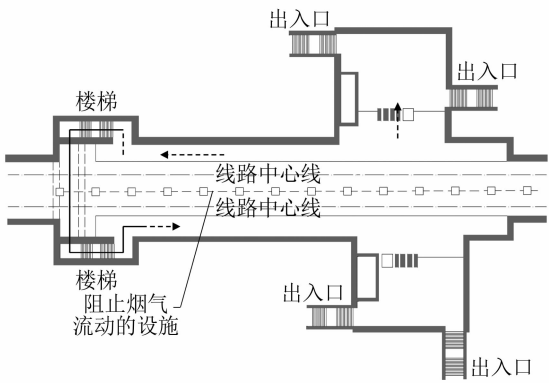 出入口
出入口
楼梯
线路中心线
线路中心线
楼梯
阻止烟气
流动的设施
出入口
出入口